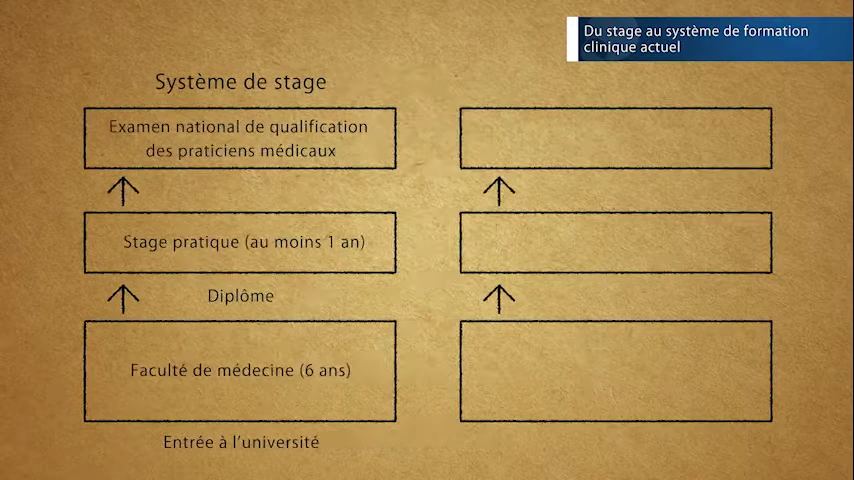 Du stage au système de formation
clinique actuel
Système de stage
Examen national de qualification
des praticiens médicaux
Stage pratique (au moins 1 an)
Diplôme
Faculté de médecine (6 ans)
Entrée à l’université